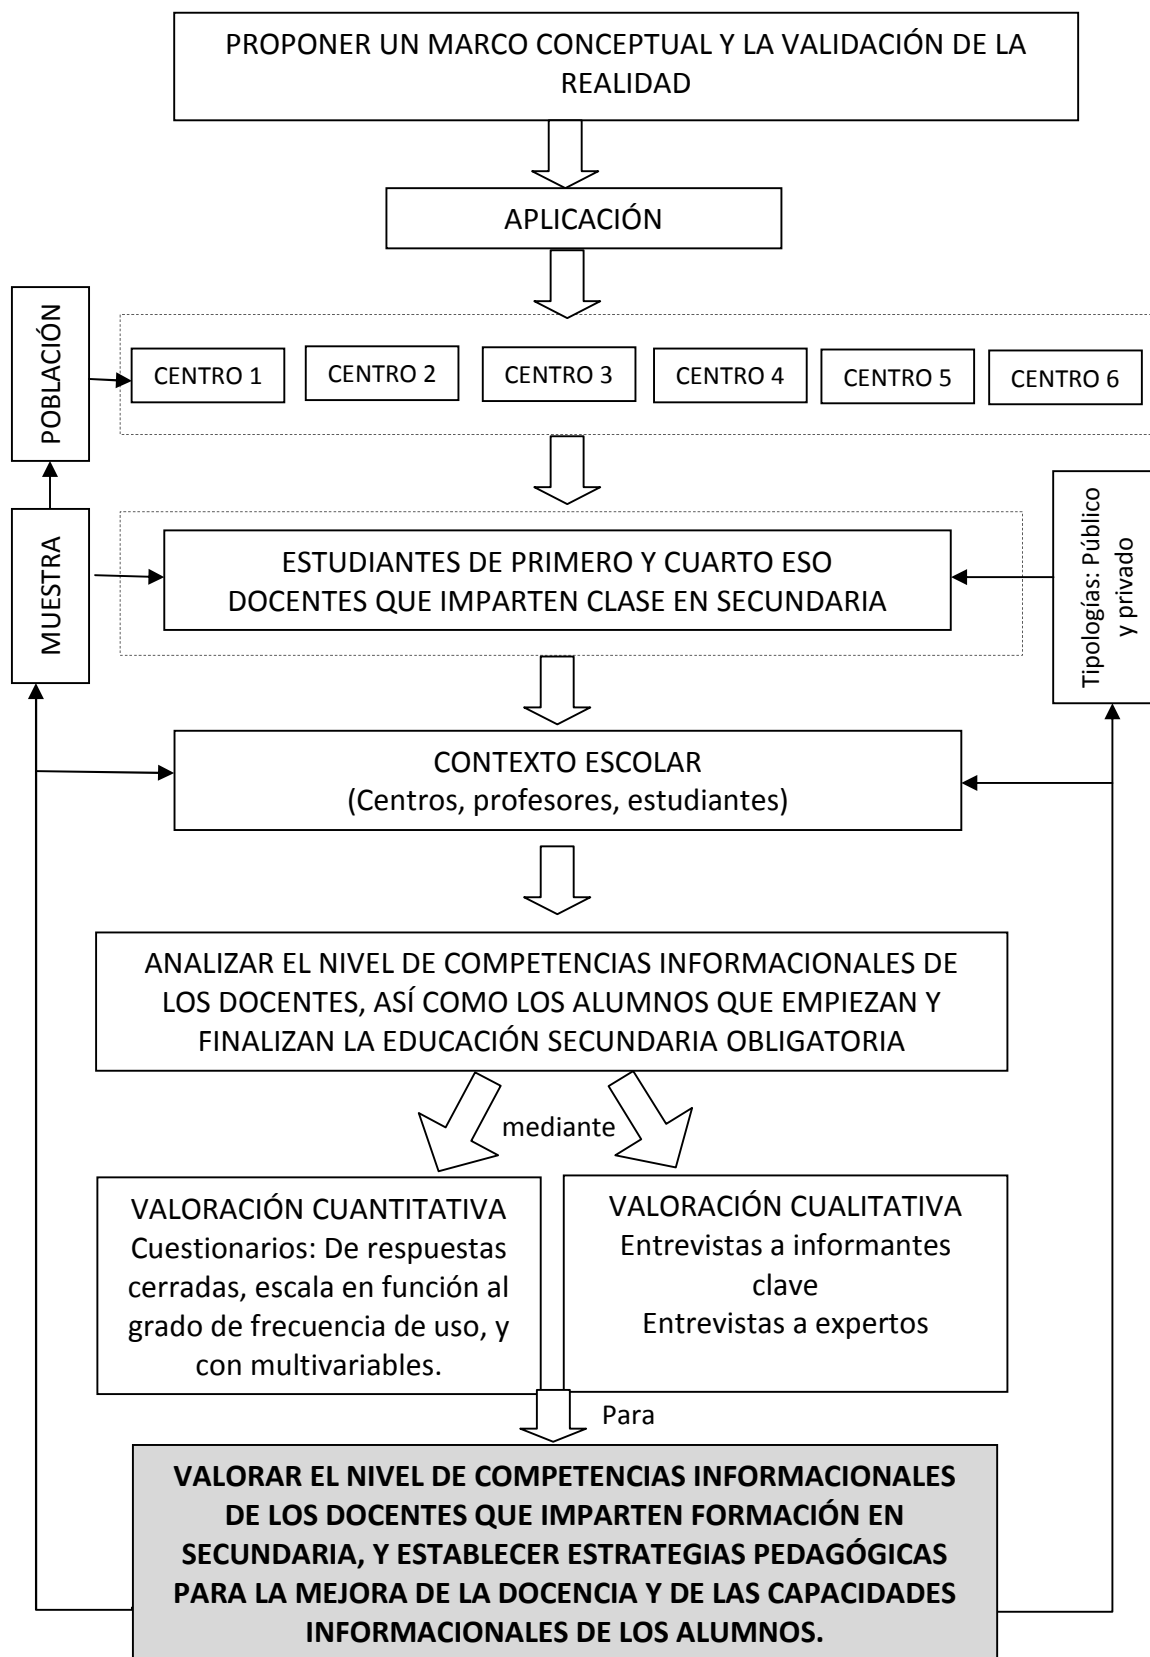 PROPONER UN MARCO CONCEPTUAL Y LA VALIDACIÓN DE LA
REALIDAD
APLICACIÓN
POBLACIÓN
CENTRO 1
CENTRO 2
CENTRO 3
CENTRO 4
CENTRO 5
CENTRO 6
MUESTRA
ESTUDIANTES DE PRIMERO Y CUARTO ESO
DOCENTES QUE IMPARTEN CLASE EN SECUNDARIA
Tipologías: Público
y privado
CONTEXTO ESCOLAR
(Centros, profesores, estudiantes)
ANALIZAR EL NIVEL DE COMPETENCIAS INFORMACIONALES DE
LOS DOCENTES, ASÍ COMO LOS ALUMNOS QUE EMPIEZAN Y
FINALIZAN LA EDUCACIÓN SECUNDARIA OBLIGATORIA
mediante
VALORACIÓN CUANTITATIVA
Cuestionarios: De respuestas
cerradas, escala en función al
grado de frecuencia de uso, y
con multivariables.
VALORACIÓN CUALITATIVA
Entrevistas a informantes
clave
Entrevistas a expertos
Para
VALORAR EL NIVEL DE COMPETENCIAS INFORMACIONALES
DE LOS DOCENTES QUE IMPARTEN FORMACIÓN EN
SECUNDARIA, Y ESTABLECER ESTRATEGIAS PEDAGÓGICAS
PARA LA MEJORA DE LA DOCENCIA Y DE LAS CAPACIDADES
INFORMACIONALES DE LOS ALUMNOS.